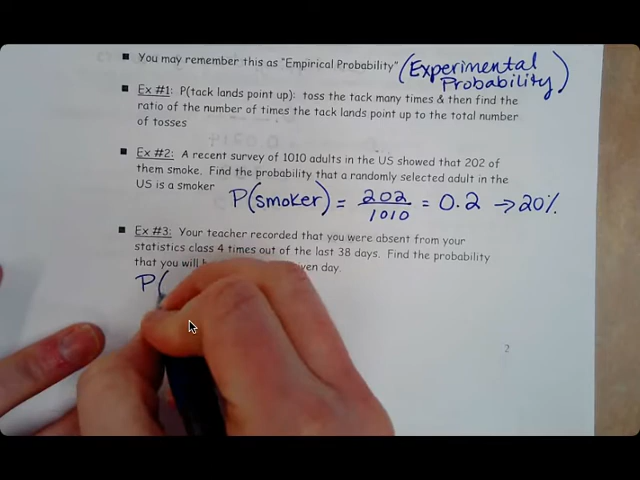 You may remember this as "Empirical Probability" (Experimental Probability)
Ex #1: P(tack lands point up): toss the tack many times & then find the
ratio of the number of times the tack lands point up to the total number
of tosses
Ex #2: A recent survey of 1010 adults in the US showed that 202 of
them smoke. Find the probability that a randomly selected adult in the
US is a smoker P(smoker) = 202/1010 = 0.2 → 20%.
Ex #3: Your teacher recorded that you were absent from your
statistics class 4 times out of the last 38 days. Find the probability
that you will given day.
P(
2